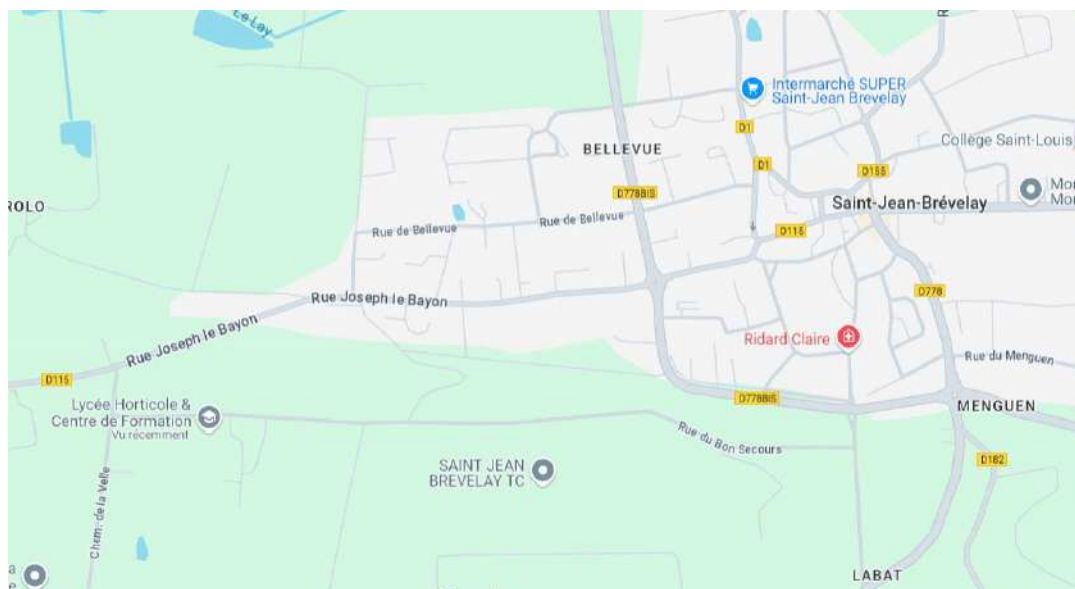 Le Lay
Intermarché SUPER
Saint-Jean Brevelay
D1
BELLEVUE
Collège Saint-Louis
D1
D155
D778BIS
Mor
Mor
ROLO
Saint-Jean-Brévelay
Rue de Bellevue
Rue de Bellevue
D115
D778
Rue Joseph le Bayon
Rue Joseph le Bayon
Ridard Claire
Rue du Menguen
D115
D778BIS
MENGUEN
Lycée Horticole &
Centre de Formation
Vu récemment
Rue du Bon Secours
SAINT JEAN
BREVELAY TC
D182
Chem. de la Velle
a
e
LABAT